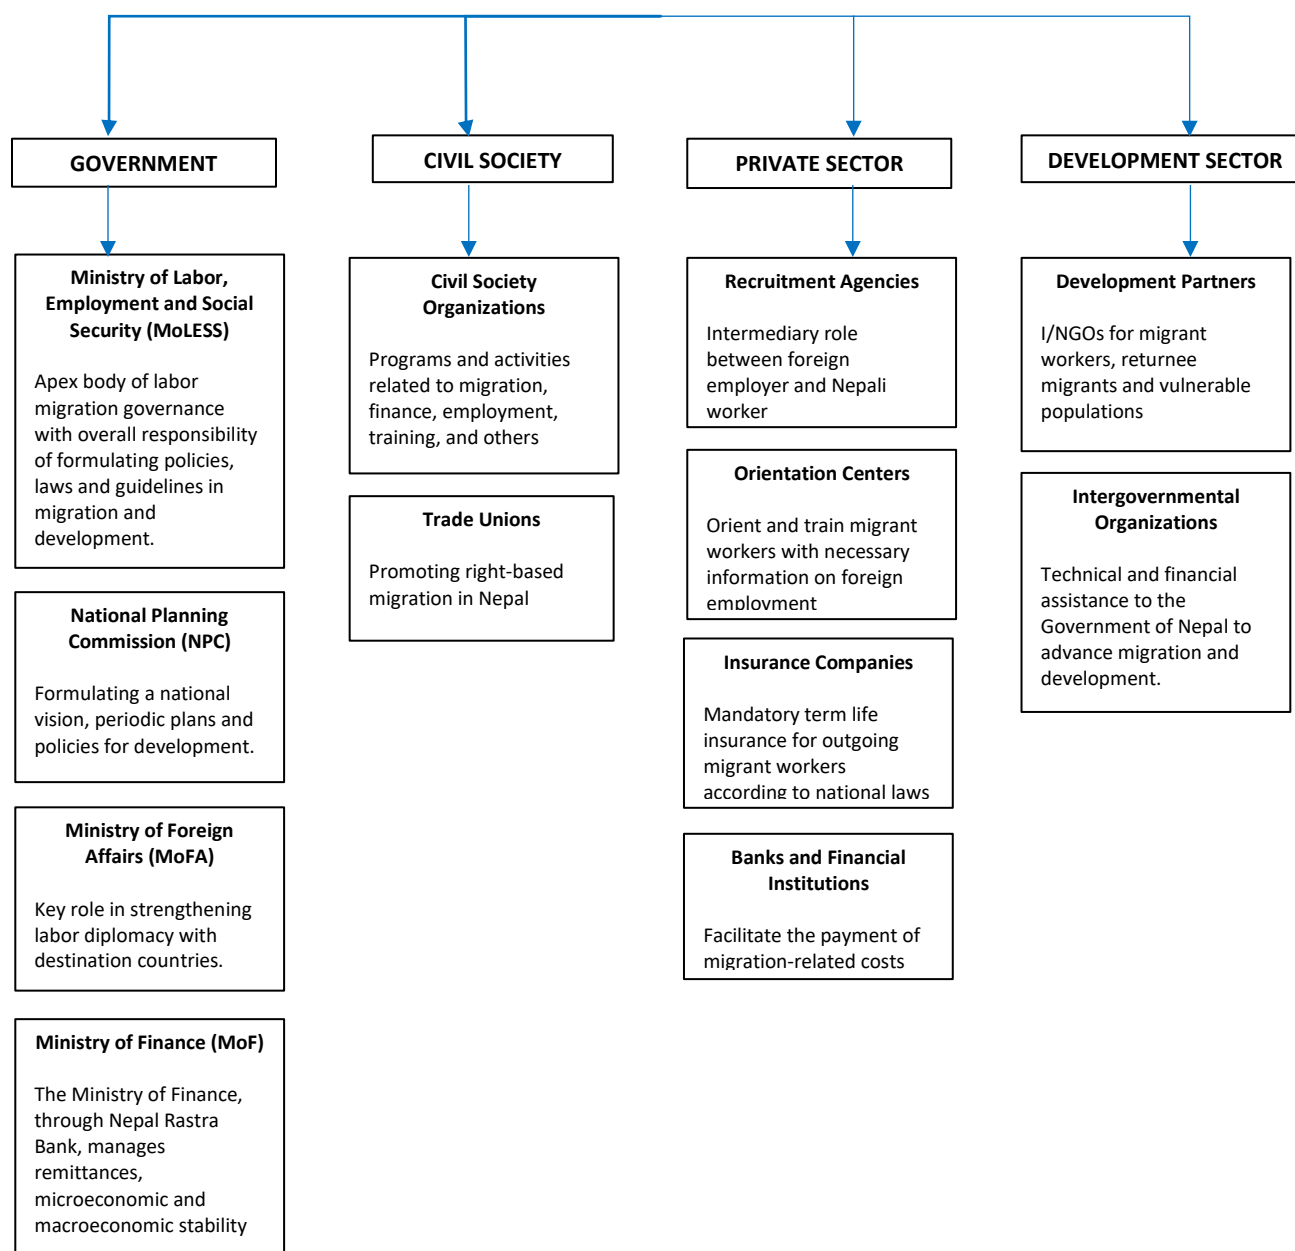 GOVERNMENT
Ministry of Labor,
Employment and Social
Security (MoLESS)
Apex body of labor
migration governance
with overall responsibility
of formulating policies,
laws and guidelines in
migration and
development.
National Planning
Commission (NPC)
Formulating a national
vision, periodic plans and
policies for development.
Ministry of Foreign
Affairs (MoFA)
Key role in strengthening
labor diplomacy with
destination countries.
Ministry of Finance (MoF)
The Ministry of Finance,
through Nepal Rastra
Bank, manages
remittances,
microeconomic and
macroeconomic stability
CIVIL SOCIETY
Civil Society
Organizations
Programs and activities
related to migration,
finance, employment,
training, and others
Trade Unions
Promoting right-based
migration in Nepal
PRIVATE SECTOR
Recruitment Agencies
Intermediary role
between foreign
employer and Nepali
worker
Orientation Centers
Orient and train migrant
workers with necessary
information on foreign
employment
Insurance Companies
Mandatory term life
insurance for outgoing
migrant workers
according to national laws
Banks and Financial
Institutions
Facilitate the payment of
migration-related costs
DEVELOPMENT SECTOR
Development Partners
I/NGOs for migrant
workers, returnee
migrants and vulnerable
populations
Intergovernmental
Organizations
Technical and financial
assistance to the
Government of Nepal to
advance migration and
development.